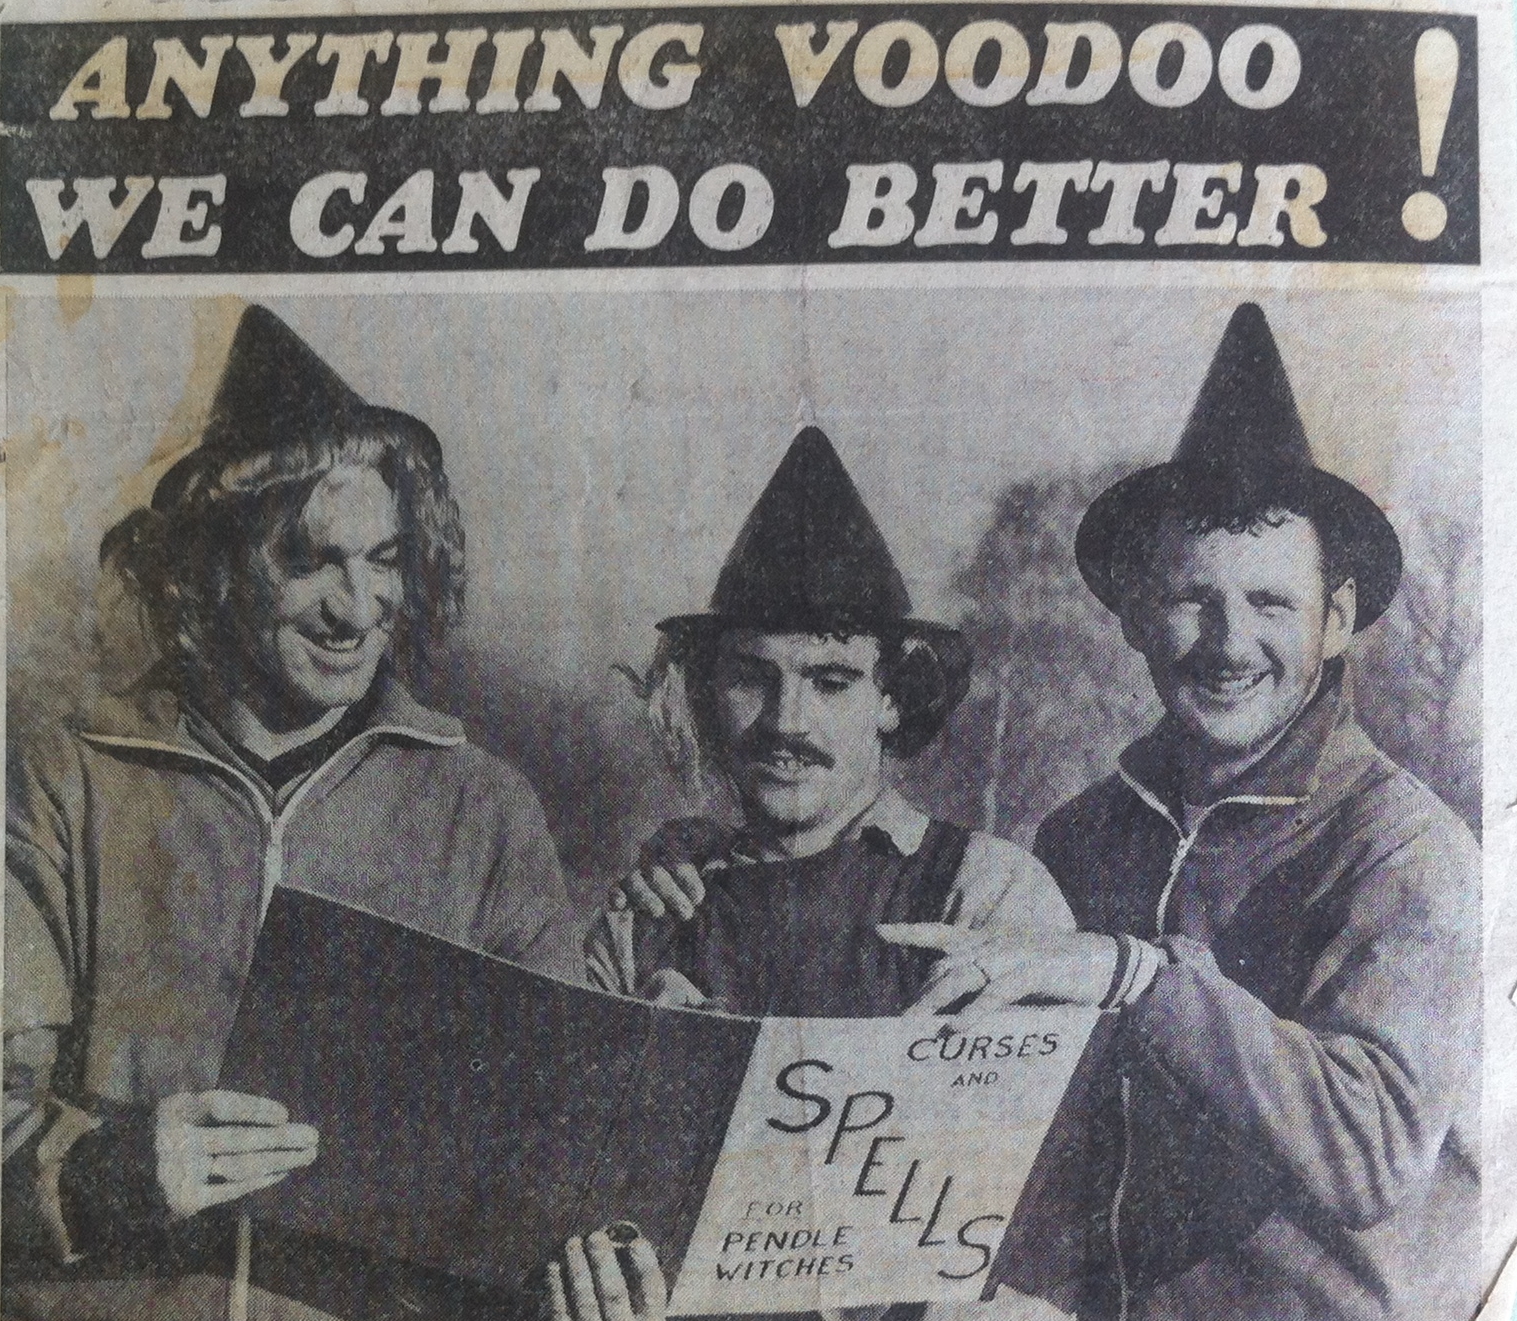 ANYTHING VOODOO
WE CAN DO BETTER!
CURSES
AND
SPELLS
FOR
PENDLE
WITCHES